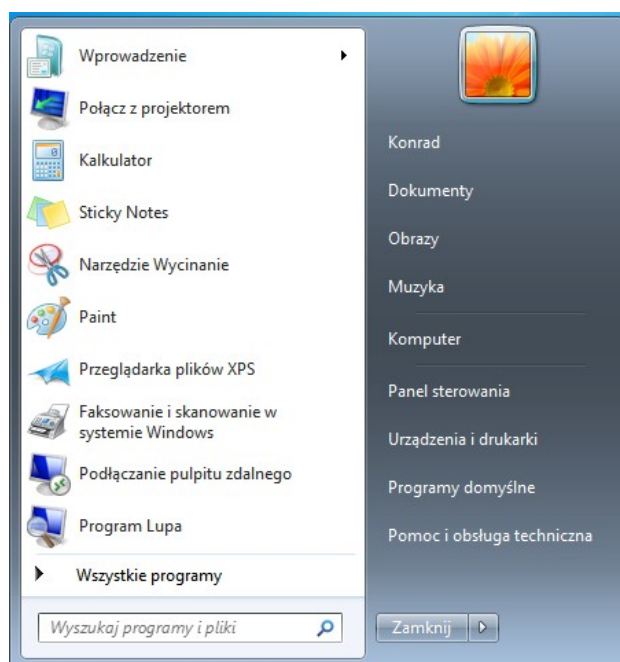 Wprowadzenie
Połącz z projektorem
Kalkulator
Sticky Notes
Narzędzie Wycinanie
Paint
Przeglądarka plików XPS
Faksowanie i skanowanie w
systemie Windows
Podłączanie pulpitu zdalnego
Program Lupa
Wszystkie programy
Wyszukaj programy i pliki
Konrad
Dokumenty
Obrazy
Muzyka
Komputer
Panel sterowania
Urządzenia i drukarki
Programy domyślne
Pomoc i obsługa techniczna
Zamknij